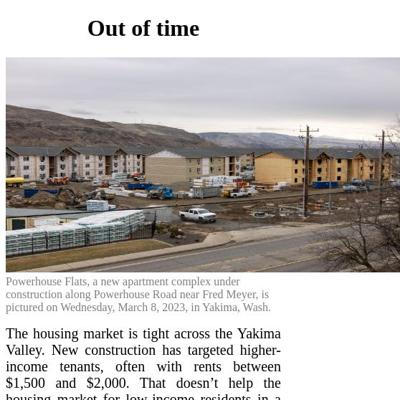 Out of time
Powerhouse Flats, a new apartment complex under
construction along Powerhouse Road near Fred Meyer, is
pictured on Wednesday, March 8, 2023, in Yakima, Wash.
The housing market is tight across the Yakima
Valley. New construction has targeted higher-
income tenants, often with rents between
$1,500 and $2,000. That doesn’t help the
housing market for low-income residents in a